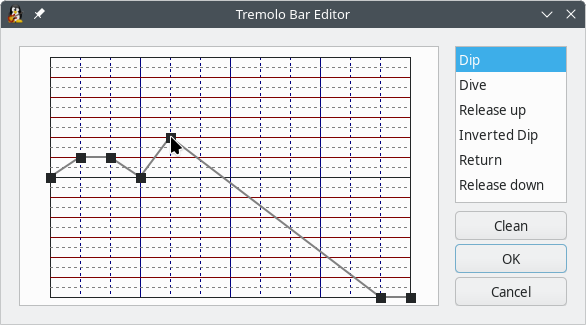 Tremolo Bar Editor
Dip
Dive
Release up
Inverted Dip
Return
Release down
Clean
OK
Cancel